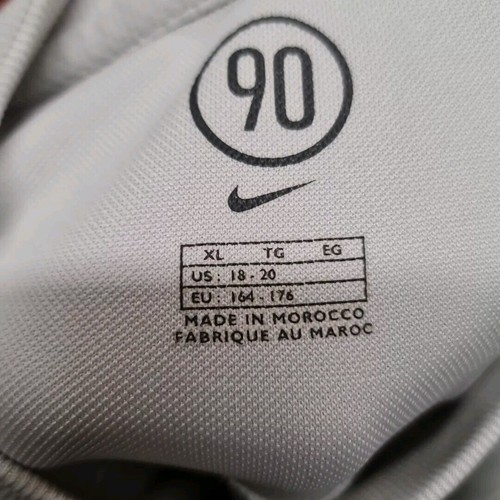 90
XL TG EG
US : 18 - 20
EU : 164 - 176
MADE IN MOROCCO
FABRIQUE AU MAROC